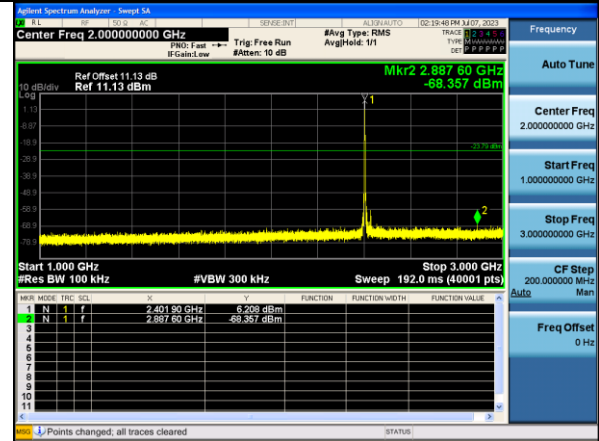 Agilent Spectrum Analyzer - Swept SA
RL RF 50 Ω AC SENSE:INT ALIGNAUTO 02:19:48 PM Jul 07, 2023
Center Freq 2.000000000 GHz
PNO: Fast Trig: Free Run #Avg Type: RMS TRACE 1 2 3 4 5 6
IFGain:Low #Atten: 10 dB Avg|Hold: 1/1 TYPE M
DET P P P P P P
Frequency
Auto Tune
Ref Offset 11.13 dB Mkr2 2.887 60 GHz
10 dB/div Ref 11.13 dBm -68.357 dBm
Log
1.13
-8.87
-18.9
-28.9
-38.9
-48.9
-58.9
-68.9
-78.9
1
-23.79 dBm
2
Center Freq
2.000000000 GHz
Start Freq
1.000000000 GHz
Stop Freq
3.000000000 GHz
CF Step
200.000000 MHz
Auto Man
Freq Offset
0 Hz
Start 1.000 GHz Stop 3.000 GHz
#Res BW 100 kHz #VBW 300 kHz Sweep 192.0 ms (40001 pts)
MKR MODE TRC SCL X Y FUNCTION FUNCTION WIDTH FUNCTION VALUE
1 N 1 f 2.401 90 GHz 6.208 dBm
2 N 1 f 2.887 60 GHz -68.357 dBm
3
4
5
6
7
8
9
10
11
MSG Points changed; all traces cleared STATUS